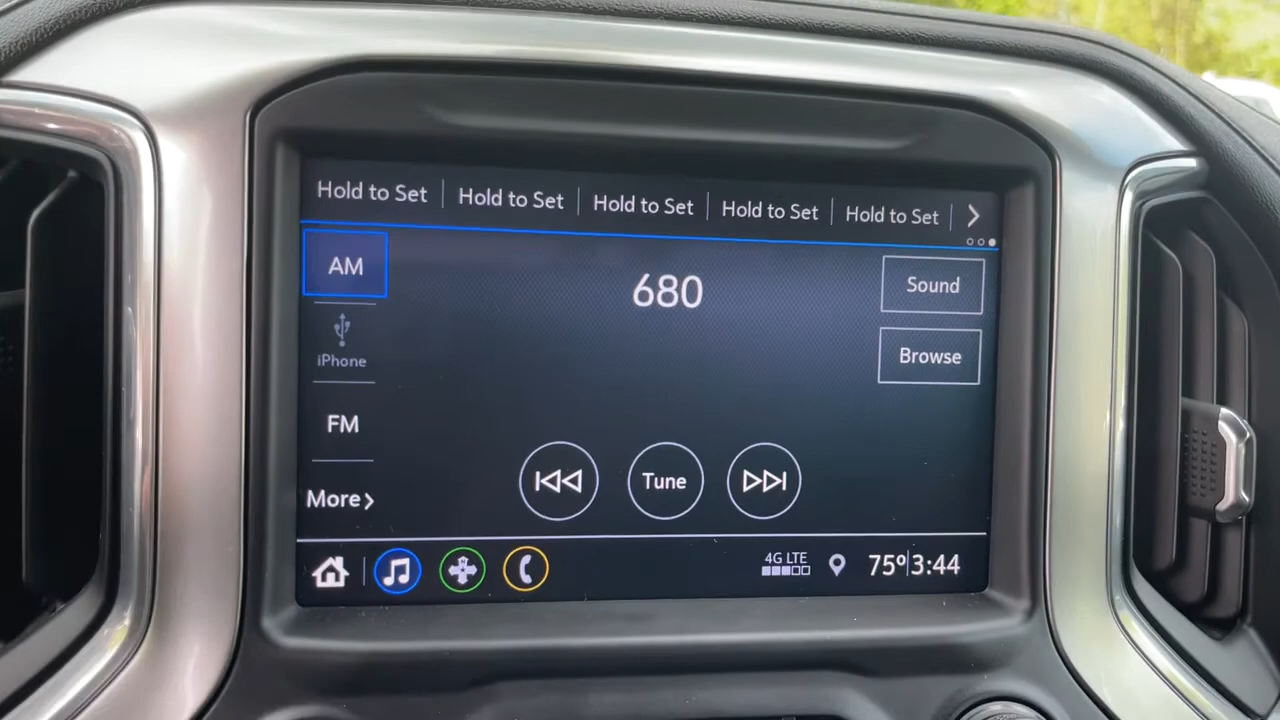 Hold to Set Hold to Set Hold to Set Hold to Set Hold to Set
AM
680
Sound
iPhone
Browse
FM
Tune
More
4G LTE
75º 3:44